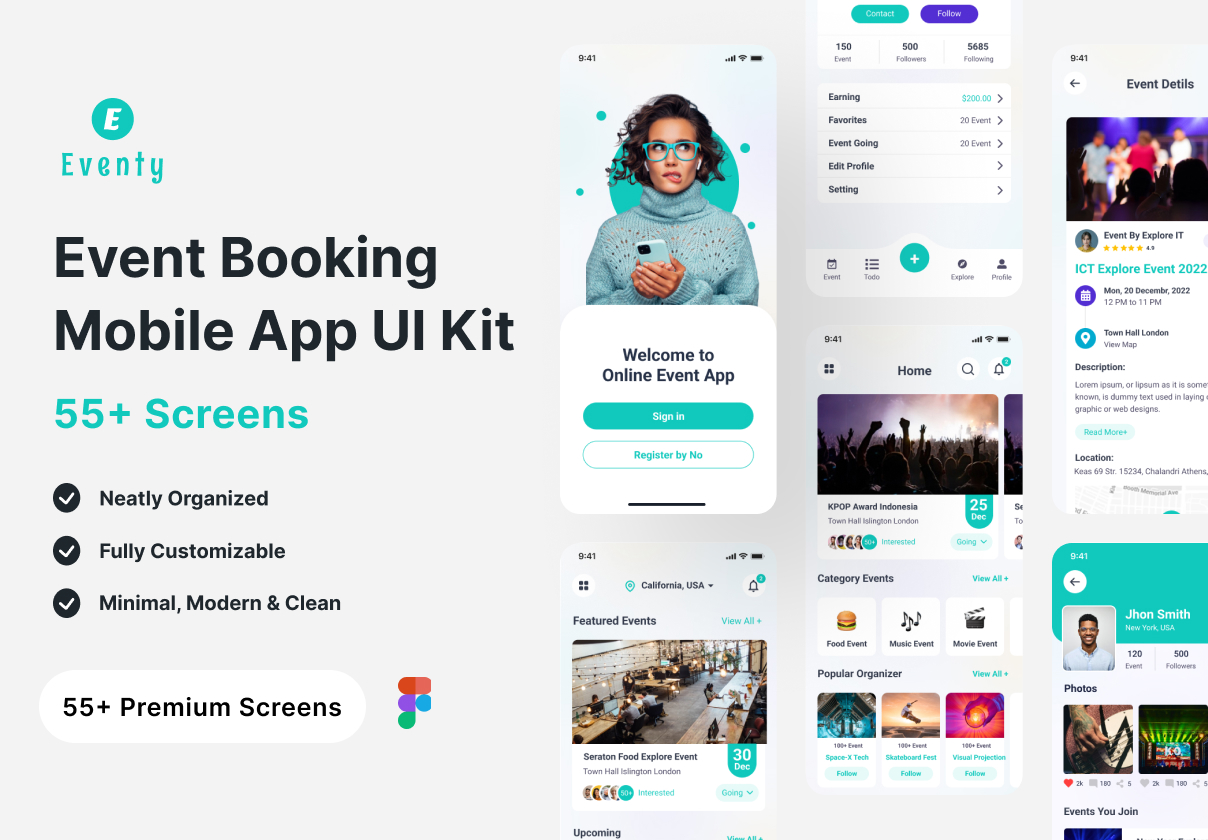 E
Eventy
Event Booking
Mobile App UI Kit
55+ Screens
Neatly Organized
Fully Customizable
Minimal, Modern & Clean
55+ Premium Screens
9:41
Welcome to
Online Event App
Sign in
Register by No
9:41
California, USA
2
Featured Events
View All +
30
Dec
Seraton Food Explore Event
Town Hall Islington London
50+
Interested
Going
Upcoming
View All +
Contact
Follow
150
500
5685
Event
Followers
Following
Earning
$200.00
Favorites
20 Event
Event Going
20 Event
Edit Profile
Setting
+
Event
Todo
Explore
Profile
9:41
Home
2
25
Dec
KPOP Award Indonesia
Town Hall Islington London
50+
Interested
Going
Se
To
Category Events
View All +
Food Event
Music Event
Movie Event
Popular Organizer
View All +
100+ Event
100+ Event
100+ Event
Space-X Tech
Skateboard Fest
Visual Projection
Follow
Follow
Follow
9:41
Event Detils
Event By Explore IT
4.9
ICT Explore Event 2022
Mon, 20 Decembr, 2022
12 PM to 11 PM
Town Hall London
View Map
Description:
Lorem ipsum, or lipsum as it is
known, is dummy text used in laying
graphic or web designs.
Read More+
Location:
Keas 69 Str. 15234, Chalandri Athens,
Booth Memorial Ave
9:41
Jhon Smith
New York, USA
120
500
Event
Followers
Photos
K-O
2k
180
5
2k
180
5
Events You Join